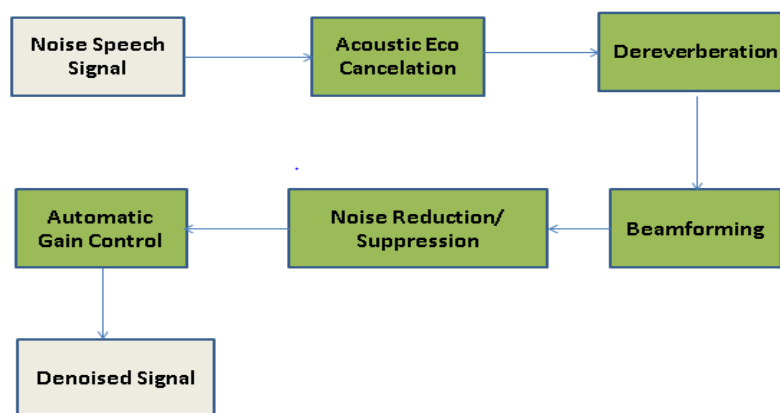 Noise Speech
Signal
Acoustic Eco
Cancelation
Dereverberation
Beamforming
Noise Reduction/
Suppression
Automatic
Gain Control
Denoised Signal